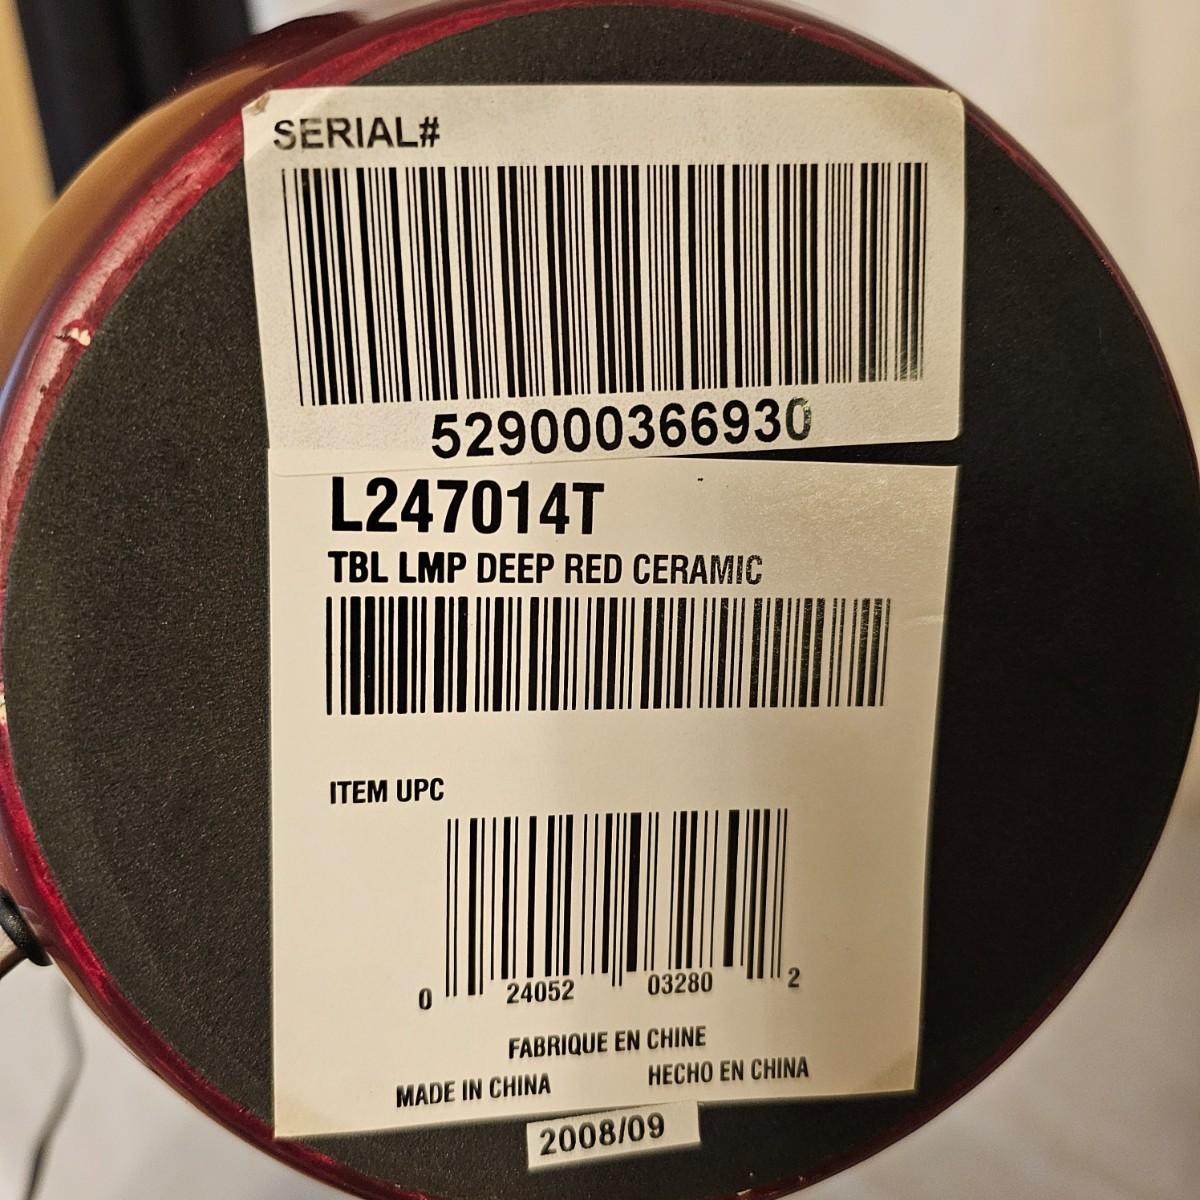 SERIAL#
529000366930
L247014T
TBL LMP DEEP RED CERAMIC
ITEM UPC
0 24052 03280 2
FABRIQUE EN CHINE
MADE IN CHINA HECHO EN CHINA
2008/09